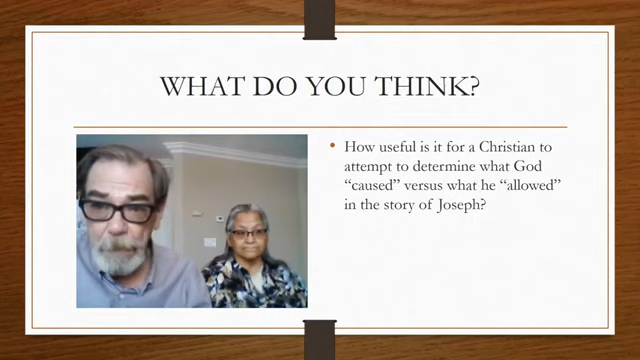 WHAT DO YOU THINK?
• How useful is it for a Christian to
attempt to determine what God
“caused” versus what he “allowed”
in the story of Joseph?